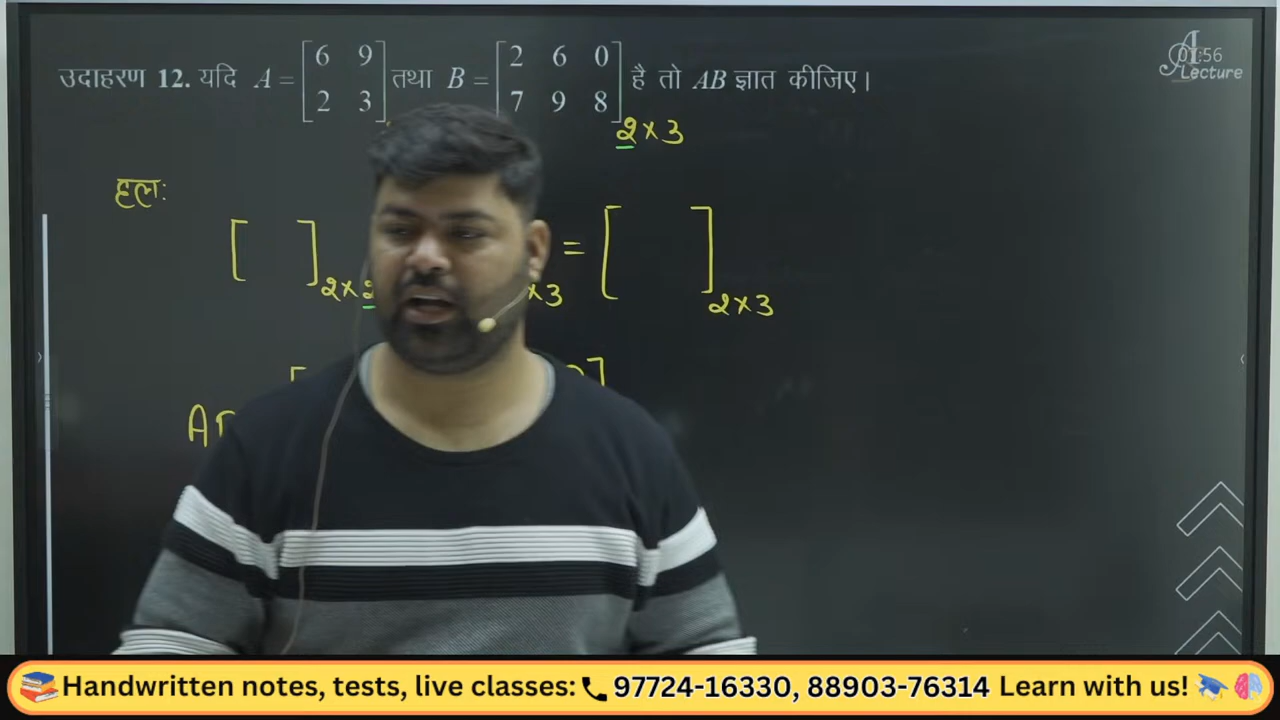 उदाहरण 12. यदि A = [6 9 तथा B = [2 6 0] है तो AB ज्ञात कीजिए।
2 3] 7 9 8]
2×3
हल:
[ ]2×2 ×3 = [ ]2×3
A
01:56
Lecture
Handwritten notes, tests, live classes: 97724-16330, 88903-76314 Learn with us!